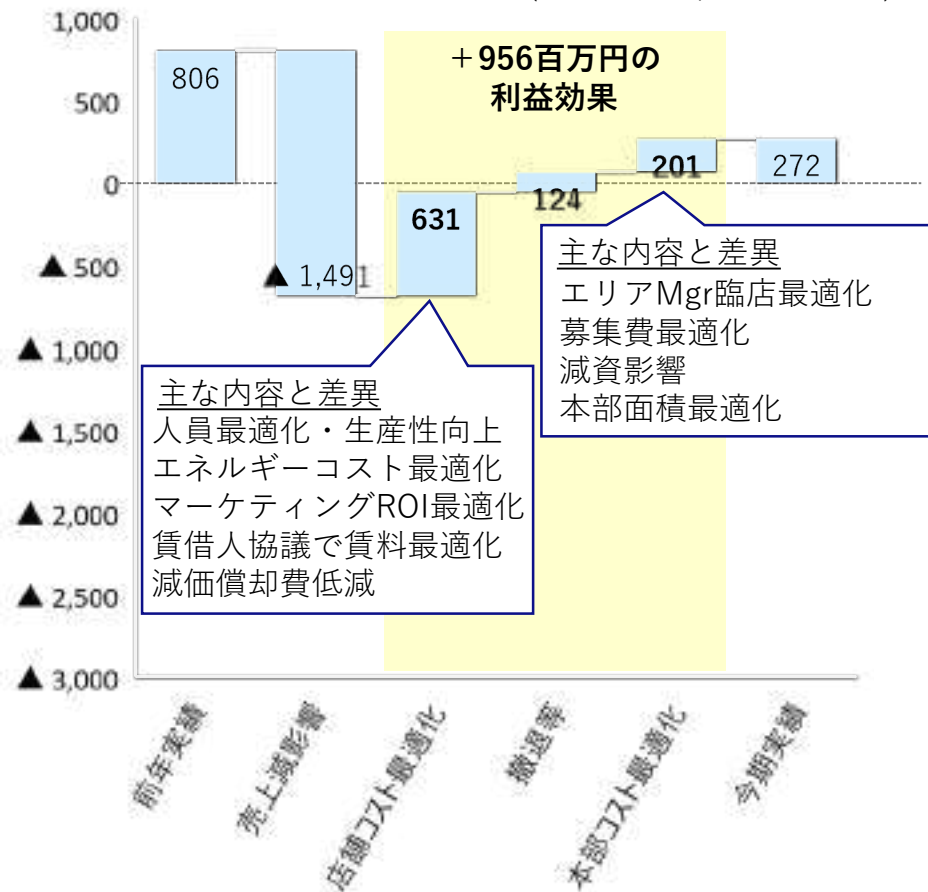 1,000
500
0
▲ 500
▲ 1,000
▲ 1,500
▲ 2,000
▲ 2,500
▲ 3,000
+956百万円の
利益効果
806
▲ 1,491
631
124
201
272
主な内容と差異
エリアMgr臨店最適化
募集費最適化
減資影響
本部面積最適化
主な内容と差異
人員最適化・生産性向上
エネルギーコスト最適化
マーケティングROI最適化
賃借人協議で賃料最適化
減価償却費低減
前年実績
売上減影響
店舗コスト最適化
撤退等
本部コスト最適化
今期実績